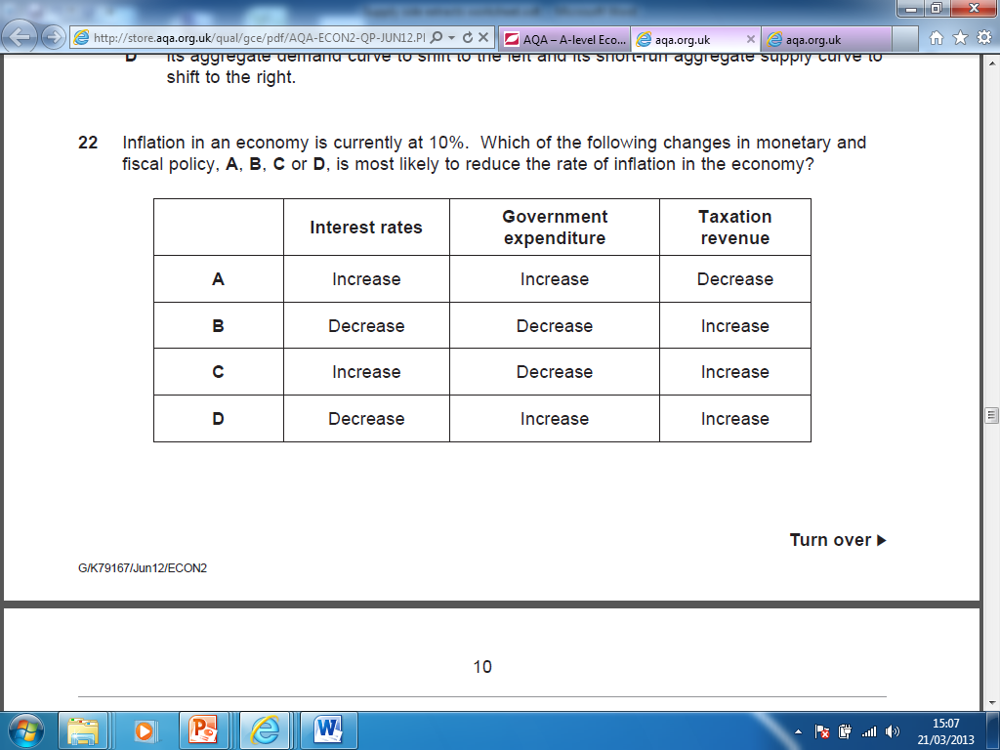 http://store.aqa.org.uk/qual/gce/pdf/AQA-ECON2-QP-JUN12.PI
AQA – A-level Eco...
aqa.org.uk
aqa.org.uk
D its aggregate demand curve to shift to the left and its short-run aggregate supply curve to
shift to the right.
22 Inflation in an economy is currently at 10%. Which of the following changes in monetary and
fiscal policy, A, B, C or D, is most likely to reduce the rate of inflation in the economy?
Interest rates Government expenditure Taxation revenue
A Increase Increase Decrease
B Decrease Decrease Increase
C Increase Decrease Increase
D Decrease Increase Increase
Turn over
G/K79167/Jun12/ECON2
10
15:07
21/03/2013